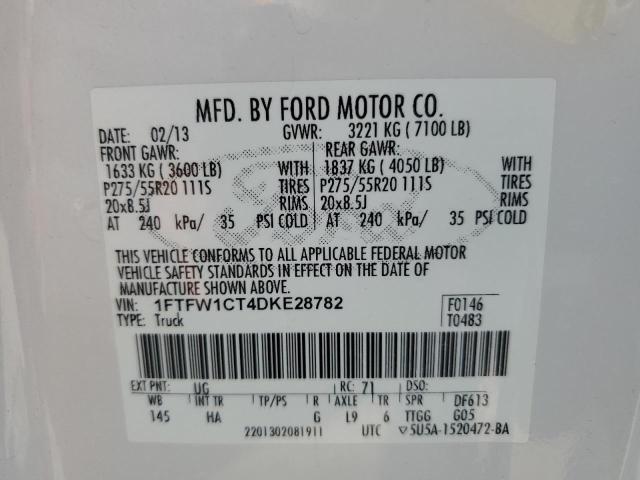 MFD. BY FORD MOTOR CO.
DATE: 02/13 GVWR: 3221 KG ( 7100 LB)
FRONT GAWR: REAR GAWR:
1633 KG ( 3600 LB) WITH 1837 KG ( 4050 LB) WITH
P275/55R20 111S TIRES P275/55R20 111S TIRES
20x8.5J RIMS 20x8.5J RIMS
AT 240 kPa/ 35 PSI COLD AT 240 kPa/ 35 PSI COLD
THIS VEHICLE CONFORMS TO ALL APPLICABLE FEDERAL MOTOR
VEHICLE SAFETY STANDARDS IN EFFECT ON THE DATE OF
MANUFACTURE SHOWN ABOVE.
VIN: 1FTFW1CT4DKE28782 F0146
TYPE: Truck T0483
EXT PNT: UG RC: 71 DSO:
WB INT TR TP/PS R AXLE TR SPR DF613
145 HA G L9 6 TTGG G05
2201302081911 UTC ▽5U5A-1520472-BA